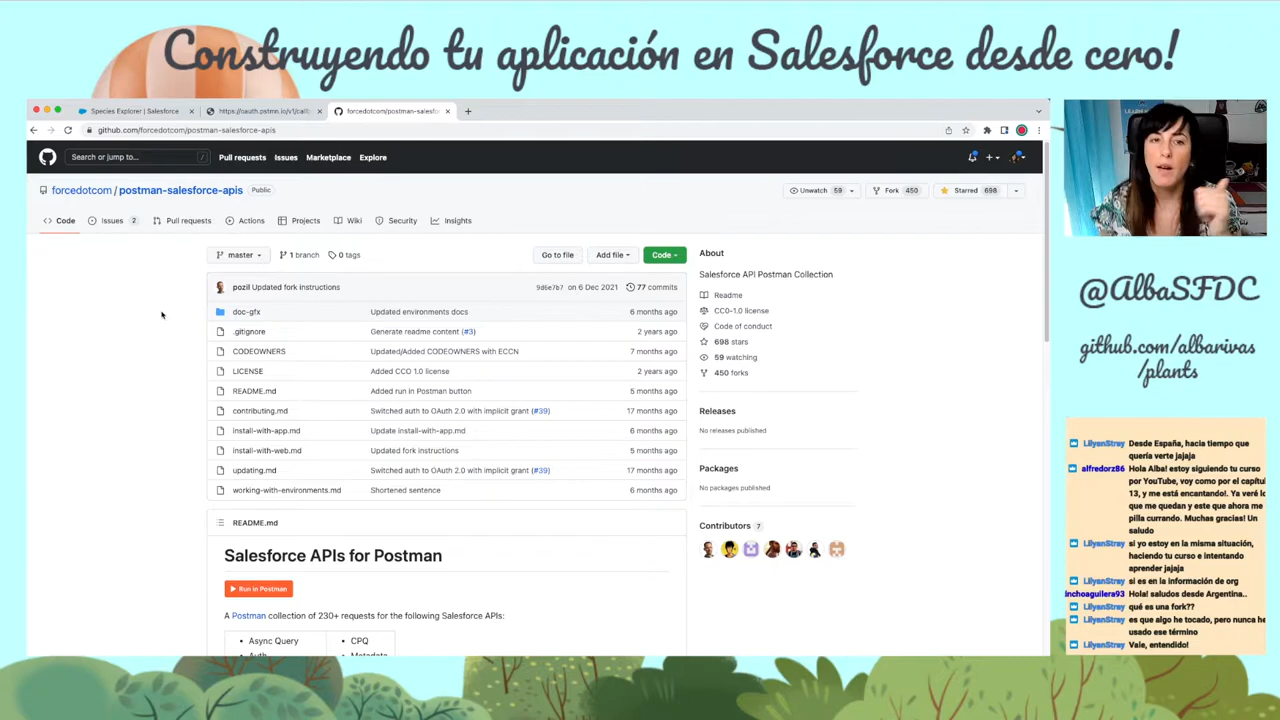 Construyendo tu aplicación en Salesforce desde cero!
Species Explorer | Salesforce
https://oauth.pstmn.io/v1/call
forcedotcom/postman-salesf
github.com/forcedotcom/postman-salesforce-apis
Search or jump to... /
Pull requests Issues Marketplace Explore
forcedotcom / postman-salesforce-apis Public
Unwatch 59 Fork 450 Starred 698
Code Issues 2 Pull requests Actions Projects Wiki Security Insights
master 1 branch 0 tags Go to file Add file Code
pozil Updated fork instructions 9d6e7b7 on 6 Dec 2021 77 commits
doc-gfx Updated environments docs 6 months ago
.gitignore Generate readme content (#3) 2 years ago
CODEOWNERS Updated/Added CODEOWNERS with ECCN 7 months ago
LICENSE Added CCO 1.0 license 2 years ago
README.md Added run in Postman button 5 months ago
contributing.md Switched auth to OAuth 2.0 with implicit grant (#39) 17 months ago
install-with-app.md Update install-with-app.md 6 months ago
install-with-web.md Updated fork instructions 5 months ago
updating.md Switched auth to OAuth 2.0 with implicit grant (#39) 17 months ago
working-with-environments.md Shortened sentence 6 months ago
README.md
Salesforce APIs for Postman
Run in Postman
A Postman collection of 230+ requests for the following Salesforce APIs:
Async Query
CPQ
Auth
Metadata
About
Salesforce API Postman Collection
Readme
CC0-1.0 license
Code of conduct
698 stars
59 watching
450 forks
Releases
No releases published
Packages
No packages published
Contributors 7
@AlbaSFDC
github.com/albarivas
/plants
LilyenStray Desde España, hacia tiempo que
quería verte jajaja
alfredorz86 Hola Alba! estoy siguiendo tu curso
por YouTube, voy como por el capítul
13, y me está encantando!. Ya veré lo
que me quedan y este que ahora me
pilla currando. Muchas gracias! Un
saludo
LilyenStray si yo estoy en la misma situación,
haciendo tu curso e intentando
aprender jajaja
LilyenStray si es en la información de org
inchoaguilera93 Hola! saludos desde Argentina..
LilyenStray qué es una fork??
LilyenStray es que algo he tocado, pero nunca he
usado ese término
LilyenStray Vale, entendido!